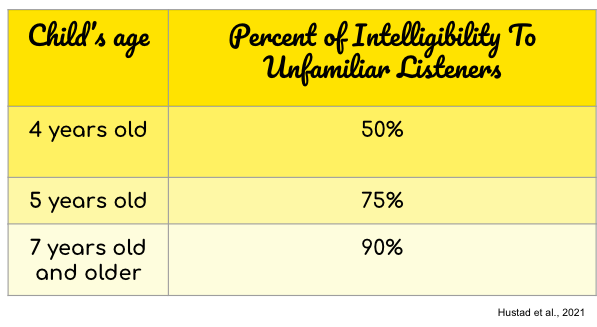 Child's age
Percent of Intelligibility To
Unfamiliar Listeners
4 years old
50%
5 years old
75%
7 years old
and older
90%
Hustad et al., 2021